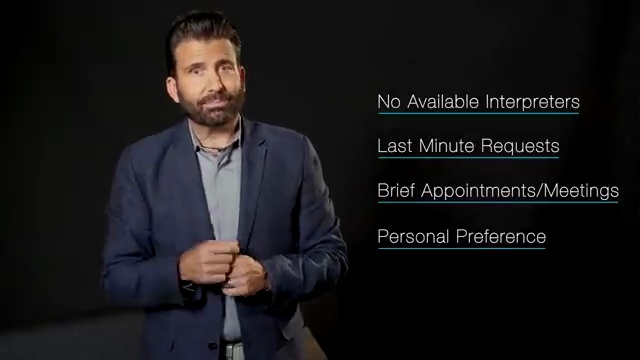 No Available Interpreters
Last Minute Requests
Brief Appointments/Meetings
Personal Preference